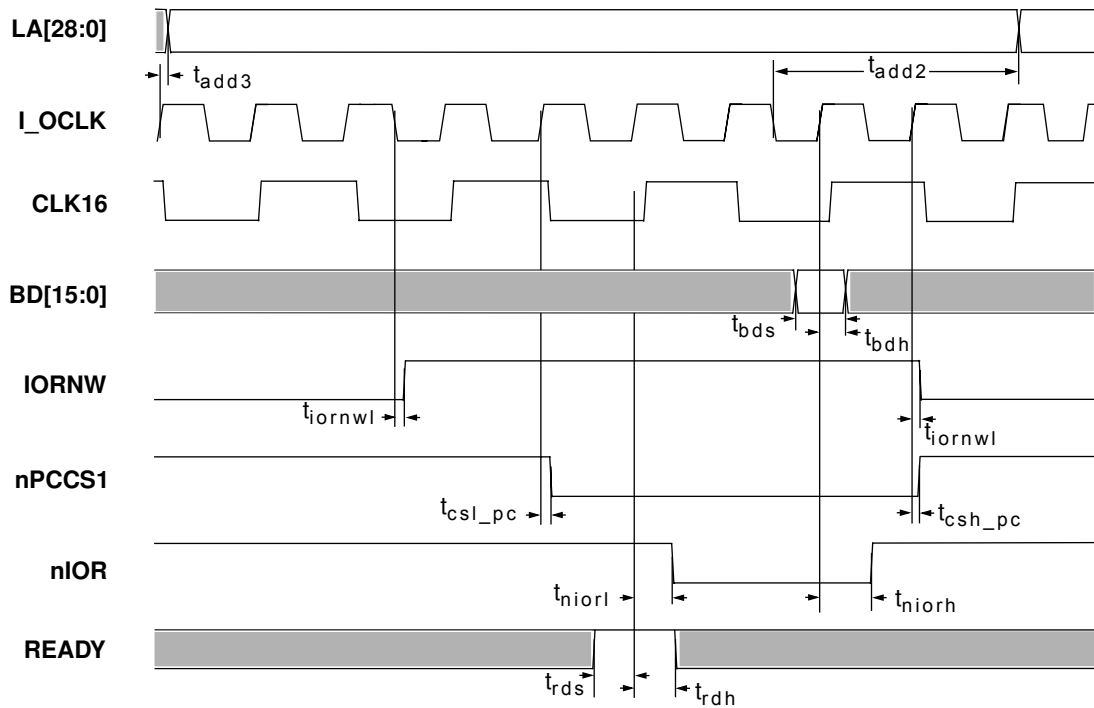 LA[28:0]
tadd3
tadd2
I_OCLK
CLK16
BD[15:0]
tbds
tbdh
IORNW
tiornwl
tiornwl
nPCCS1
tcsl_pc
tcsh_pc
nIOR
tniorl
tniorh
READY
trds
trdh